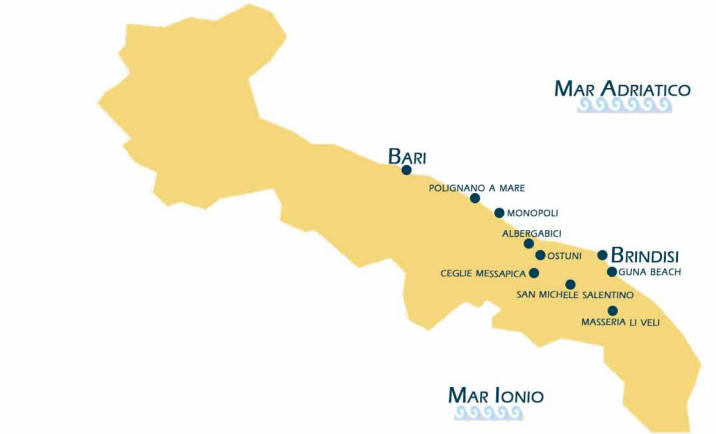 MAR ADRIATICO
BARI
POLIGNANO A MARE
MONOPOLI
ALBERGABICI
OSTUNI
BRINDISI
CEGLIE MESSAPICA
GUNA BEACH
SAN MICHELE SALENTINO
MASSERIA LI VELI
MAR IONIO